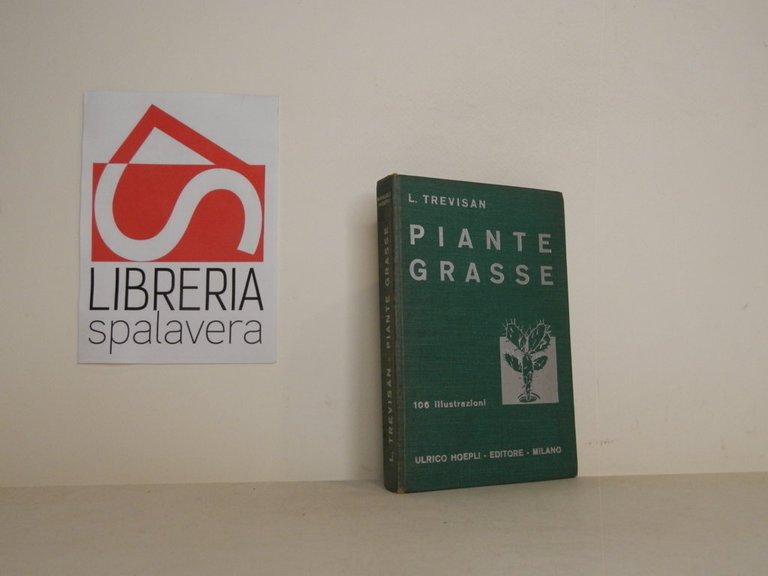 LIBRERIA
spalavera
L. TREVISAN
PIANTE
GRASSE
106 illustrazioni
ULRICO HOEPLI - EDITORE - MILANO
L. TREVISAN - PIANTE GRASSE